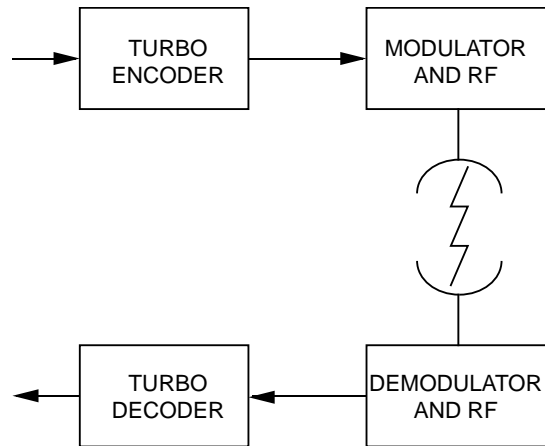 TURBO
ENCODER
MODULATOR
AND RF
TURBO
DECODER
DEMODULATOR
AND RF